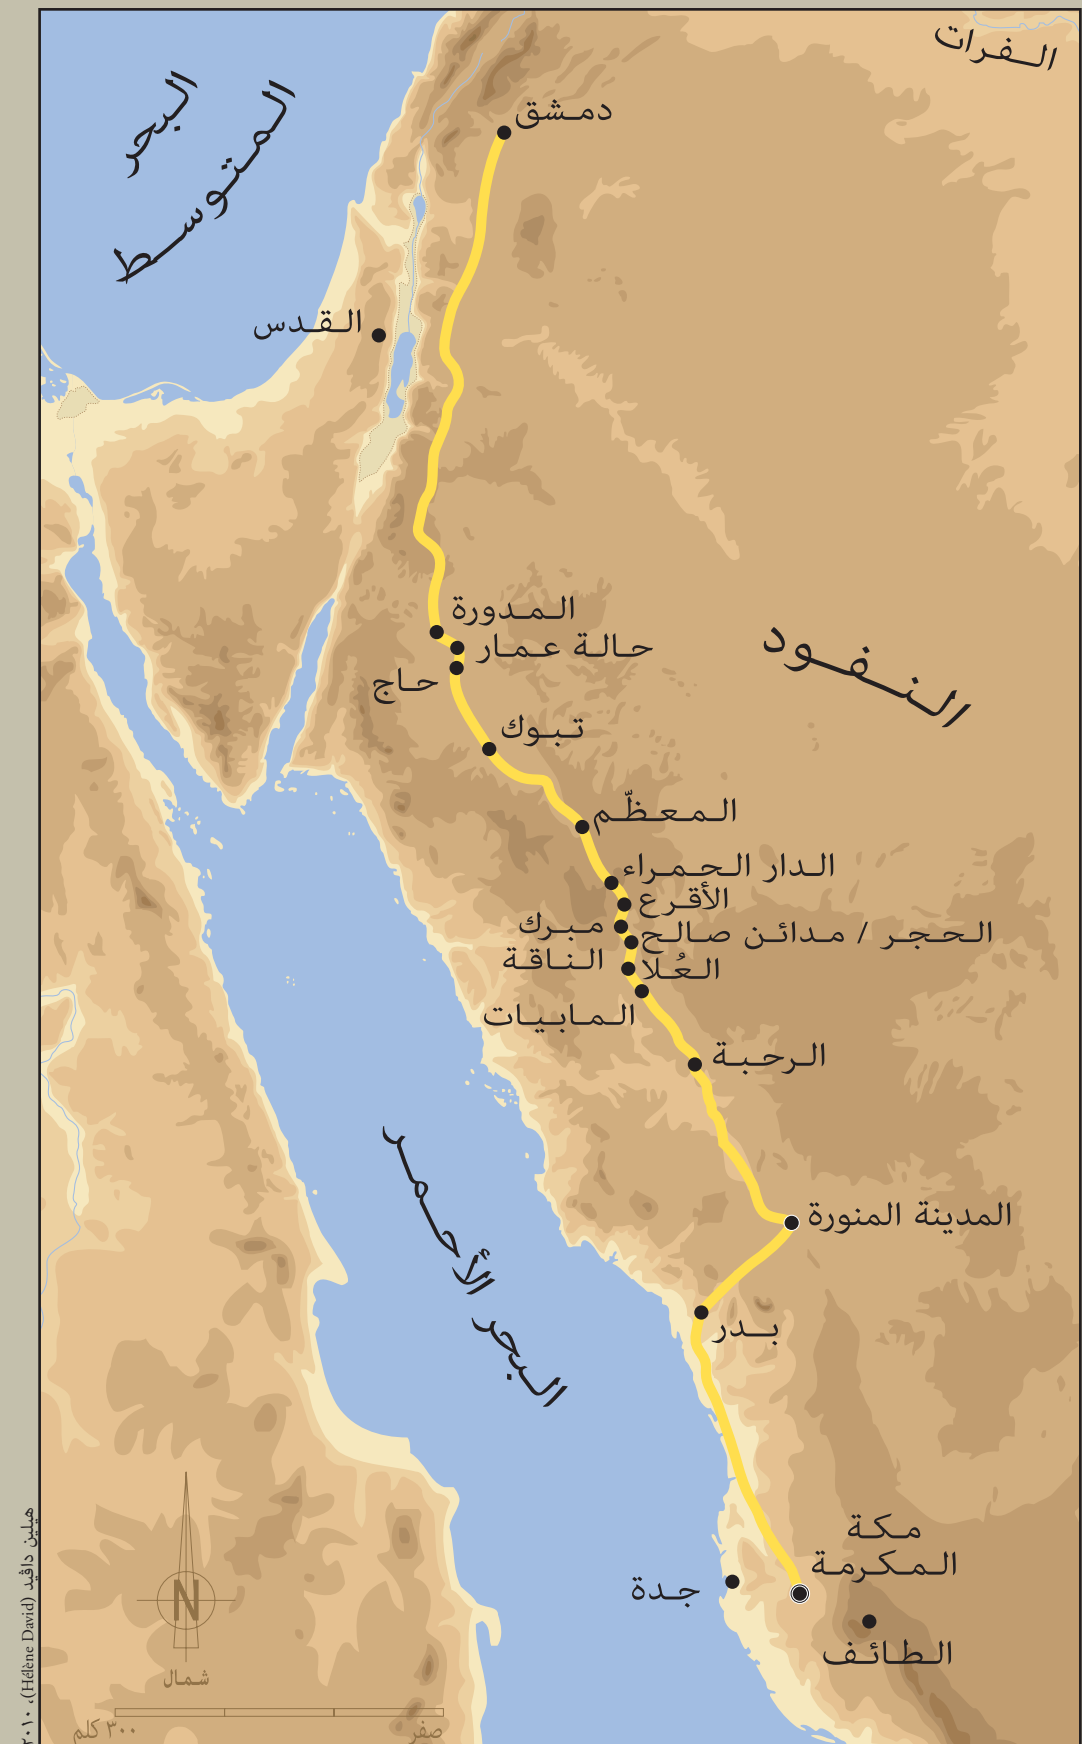 الفرات
البحر
المتوسط
دمشق
القدس
المدورة
حالة عمار
حاج
النفود
تبوك
المعظّم
الدار الحمراء
الأقرع
مبرك
الناقة
الحجر / مدائن صالح
العُلا
المابيات
الرحبة
البحر الأحمر
المدينة المنورة
بدر
مكة
المكرمة
جدة
الطائف
N
شمال
صفر
٣٠٠ كلم
هيلين داڤيد (Hélène David)، ٢٠١٠